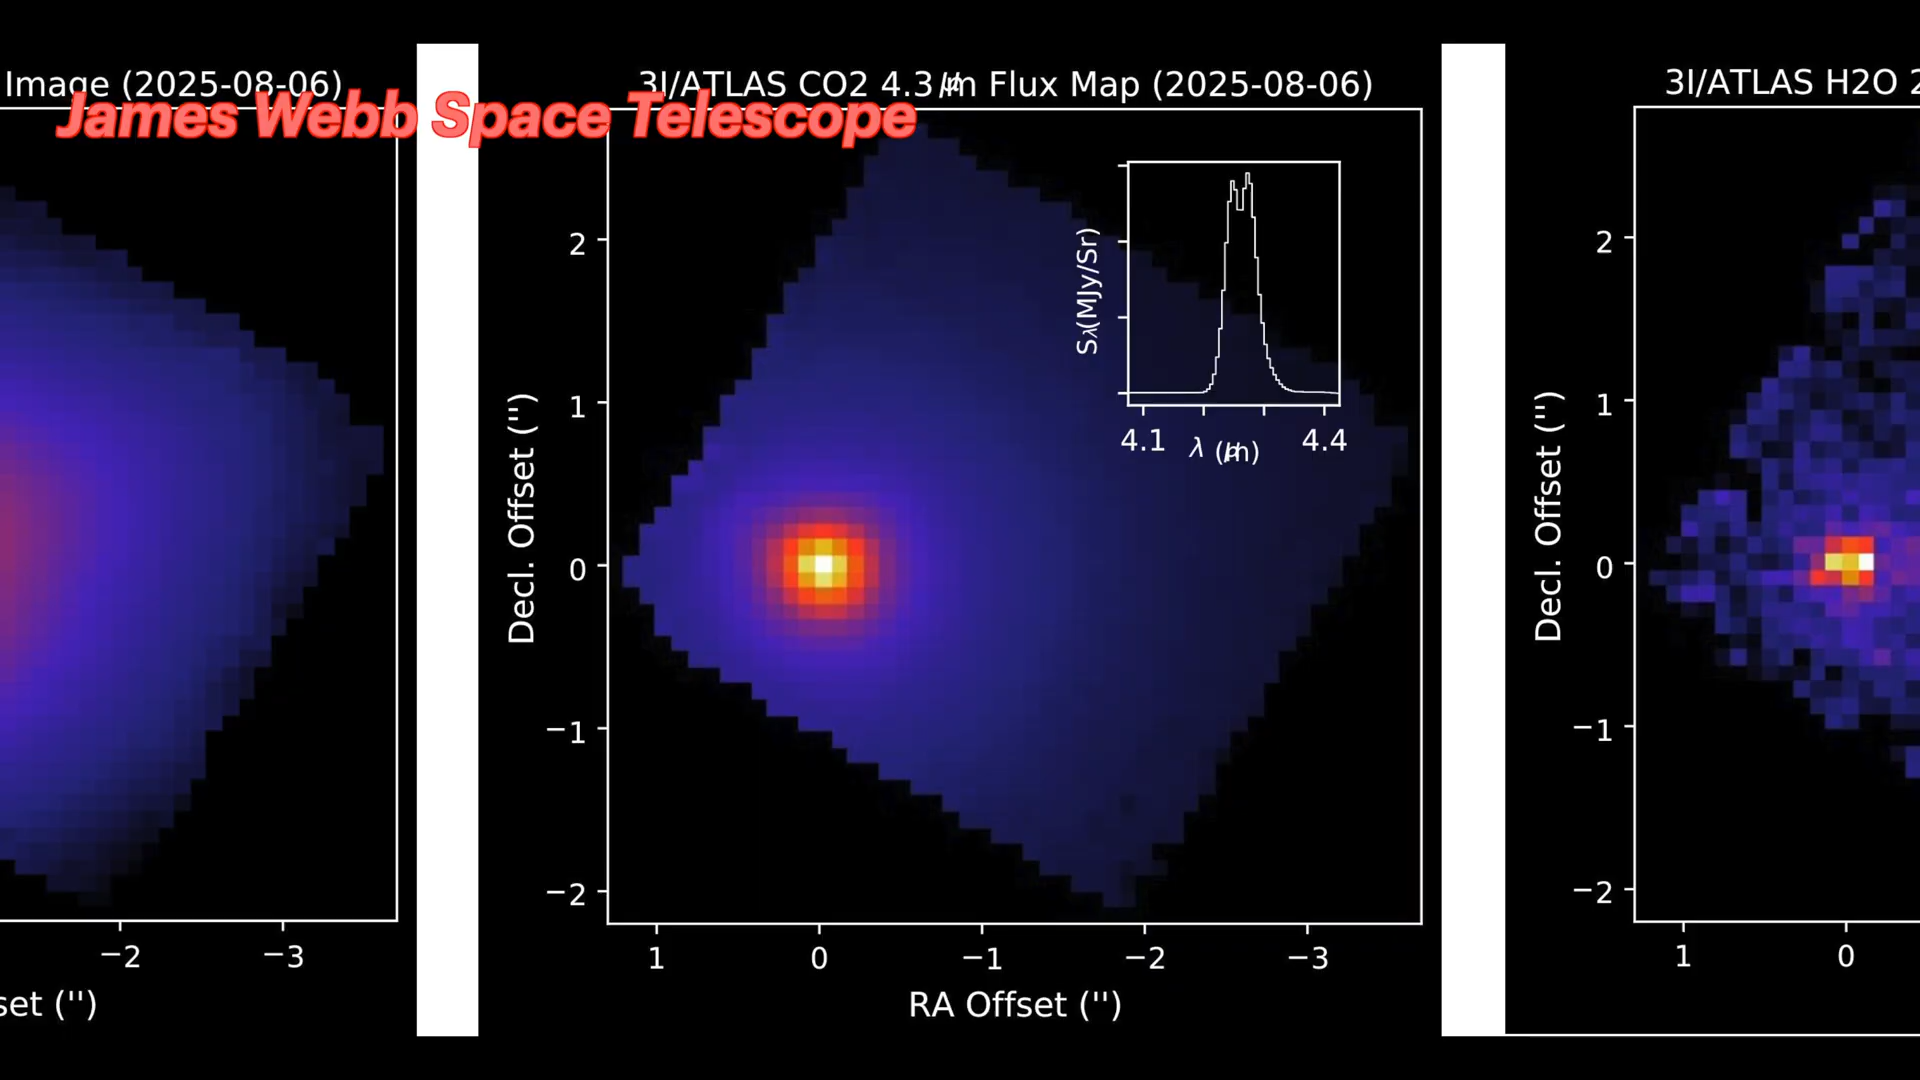 Image (2025-08-06)
3I/ATLAS CO2 4.3 μm Flux Map (2025-08-06)
3I/ATLAS H2O 2
James Webb Space Telescope
Sλ(MJy/Sr)
4.1
4.4
λ (μm)
Decl. Offset ('')
2
1
0
−1
−2
1
0
−1
−2
−3
RA Offset ('')
−2
−3
set ('')
Decl. Offset ('')
2
1
0
−1
−2
1
0